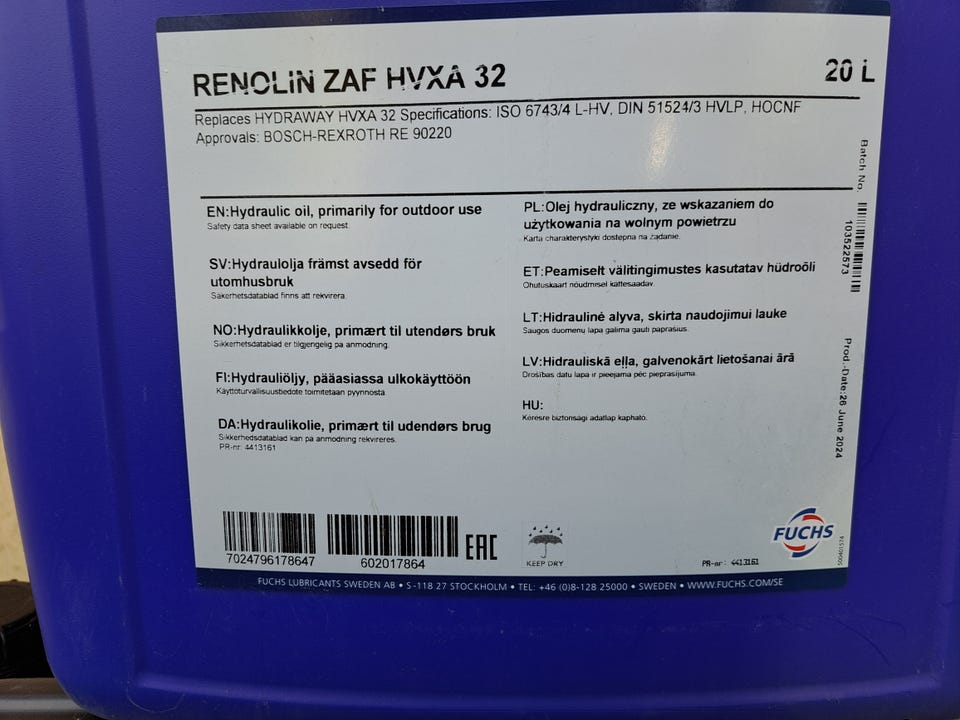 RENOLIN ZAF HVXA 32
20 L
Replaces HYDRAWAY HVXA 32 Specifications: ISO 6743/4 L-HV, DIN 51524/3 HVLP, HOCNF
Approvals: BOSCH-REXROTH RE 90220
EN:Hydraulic oil, primarily for outdoor use
Safety data sheet available on request.
SV:Hydraulolja främst avsedd för
utomhusbruk
Säkerhetsdatablad finns att rekvirera.
NO:Hydraulikkolje, primært til utendørs bruk
Sikkerhetsdatablad er tilgjengelig på anmodning.
FI:Hydrauliöljy, pääasiassa ulkokäyttöön
Käyttöturvallisuustiedote toimitetaan pyynnöstä.
DA:Hydraulikolie, primært til udendørs brug
Sikkerhedsdatablad kan på anmodning rekvireres.
PR-nr: 4413161
PL:Olej hydrauliczny, ze wskazaniem do
użytkowania na wolnym powietrzu
Karta charakterystyki dostępna na żądanie.
ET:Peamiselt välitingimustes kasutatav hüdroõli
Ohutuskaart nõudmisel kättesaadav.
LT:Hidraulinė alyva, skirta naudojimui lauke
Saugos duomenų lapą galima gauti paprašius.
LV:Hidrauliskā eļļa, galvenokārt lietošanai ārā
Drošības datu lapa ir pieejama pēc pieprasījuma.
HU:
Kérésre biztonsági adatlap kapható.
Batch No.
103522573
Prod.-Date:26 June 2024
7024796178647
602017864
EAC
KEEP DRY
FUCHS
PR-nr: 4413161
FUCHS LUBRICANTS SWEDEN AB • S-118 27 STOCKHOLM • TEL: +46 (0)8-128 25000 • SWEDEN • WWW.FUCHS.COM/SE